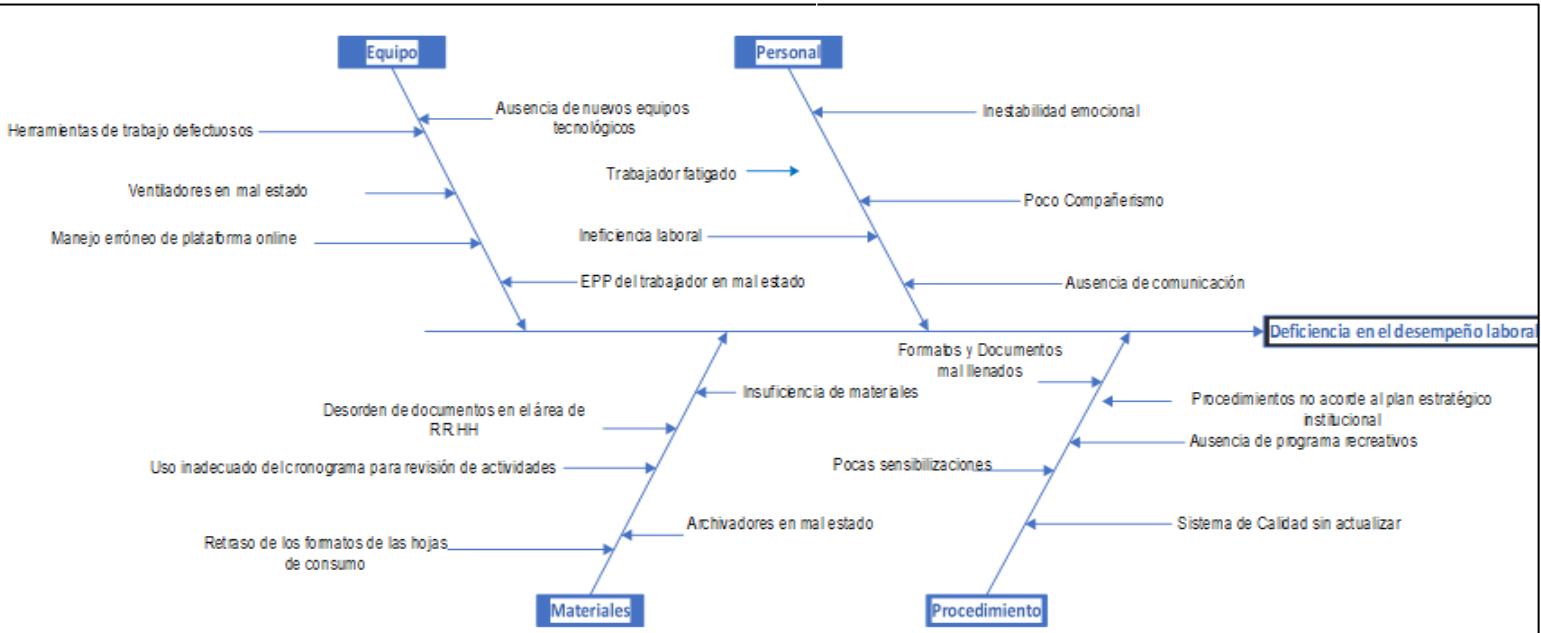 Equipo
Personal
Ausencia de nuevos equipos
tecnológicos
Herramientas de trabajo defectuosos
Inestabilidad emocional
Trabajador fatigado
Ventiladores en mal estado
Poco Compañerismo
Manejo erróneo de plataforma online
Ineficiencia laboral
EPP del trabajador en mal estado
Ausencia de comunicación
Deficiencia en el desempeño laboral
Formatos y Documentos
mal llenados
Insuficiencia de materiales
Procedimientos no acorde al plan estratégico
institucional
Desorden de documentos en el área de
RR.HH
Ausencia de programa recreativos
Uso inadecuado del cronograma para revisión de actividades
Pocas sensibilizaciones
Archivadores en mal estado
Sistema de Calidad sin actualizar
Retraso de los formatos de las hojas
de consumo
Materiales
Procedimiento